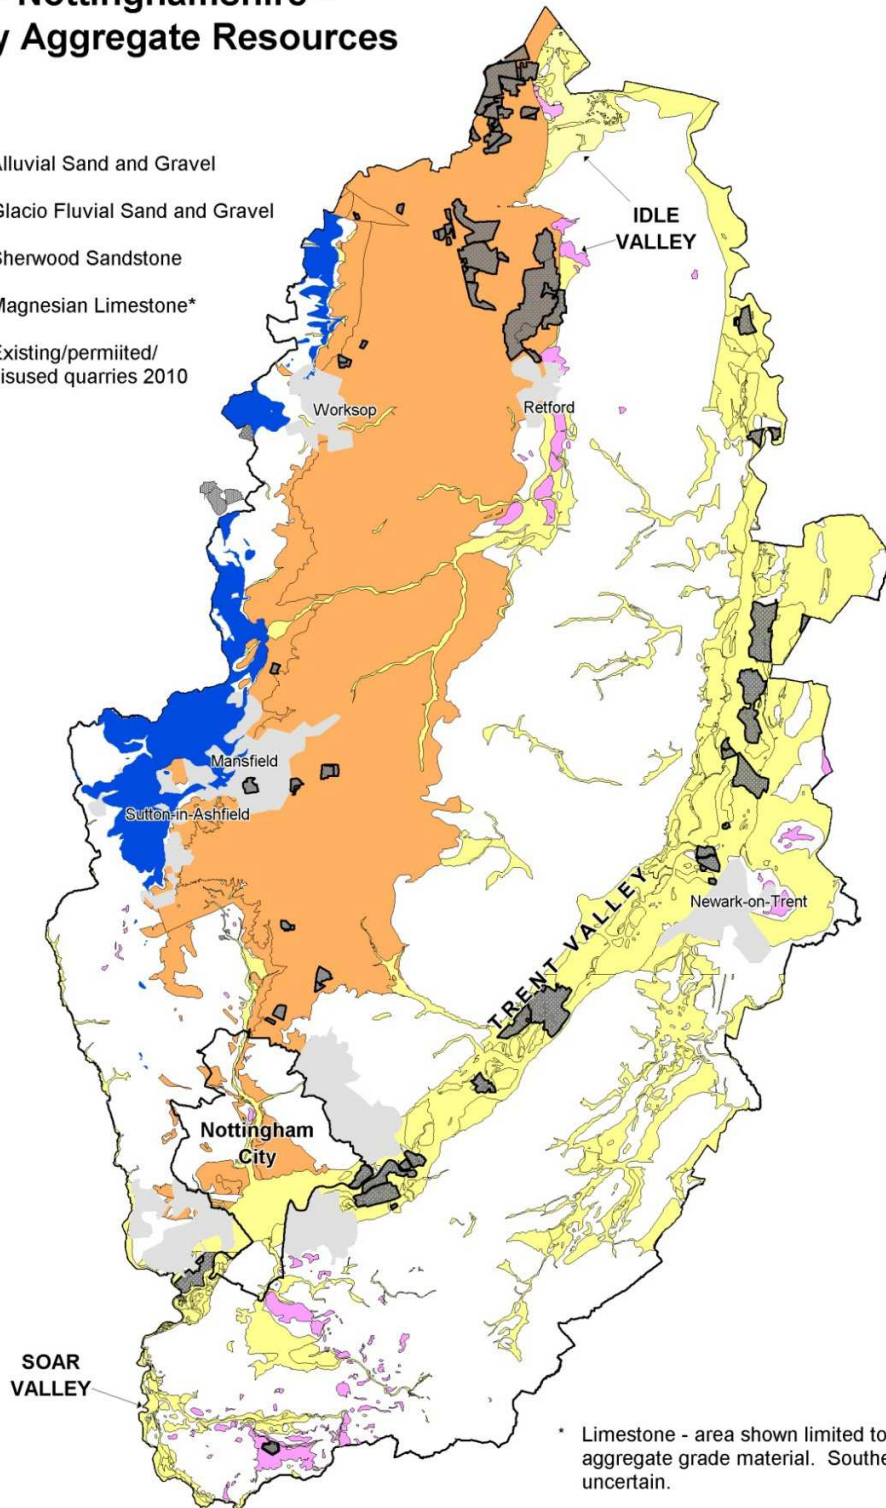 Nottinghamshire
y Aggregate Resources
Alluvial Sand and Gravel
Glacio Fluvial Sand and Gravel
Sherwood Sandstone
Magnesian Limestone*
Existing/permiited/
isused quarries 2010
IDLE
VALLEY
Worksop
Retford
Mansfield
Sutton-in-Ashfield
Newark-on-Trent
TRENT VALLEY
Nottingham
City
SOAR
VALLEY
* Limestone - area shown limited to
aggregate grade material. Southe
uncertain.